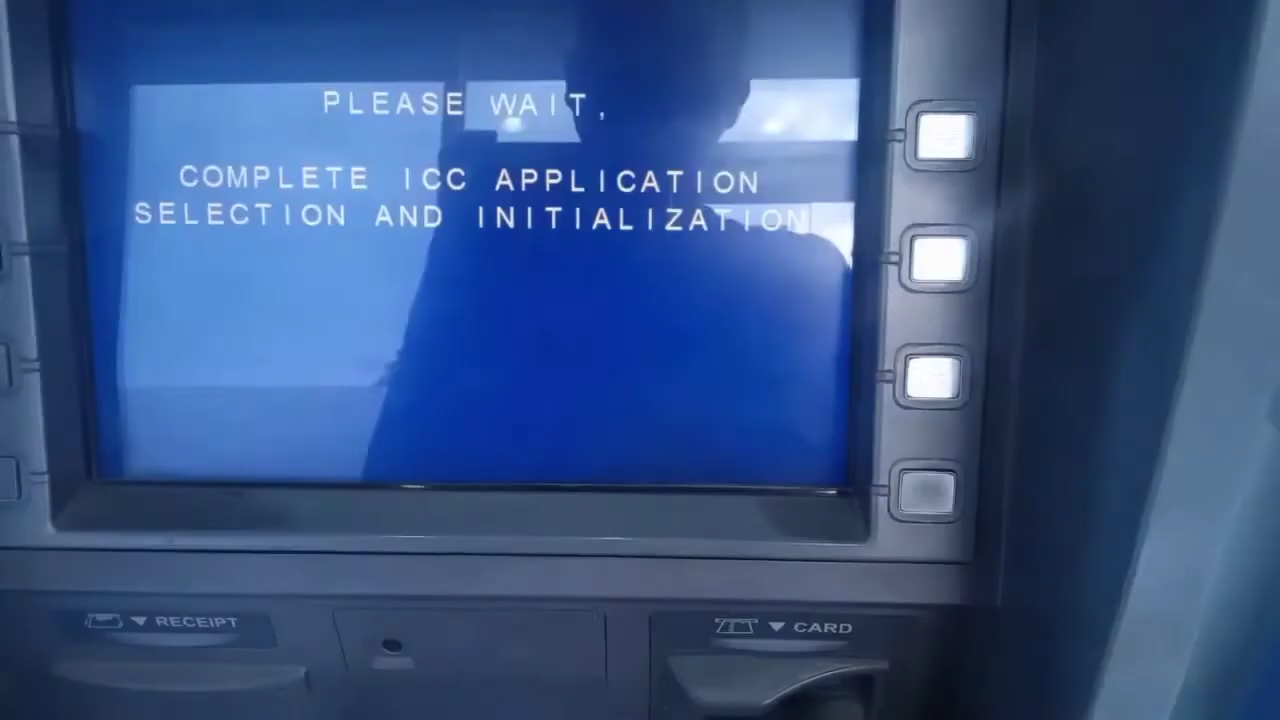 PLEASE WAIT,
COMPLETE ICC APPLICATION
SELECTION AND INITIALIZATION
RECEIPT
CARD